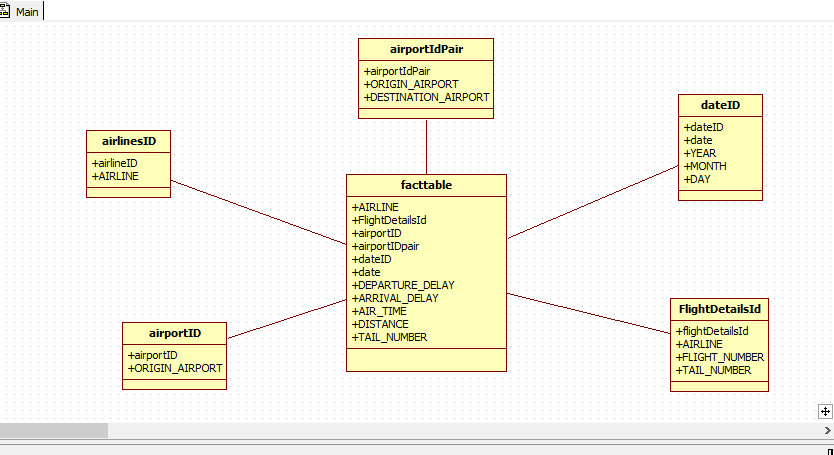 Main
airportIdPair
+airportIdPair
+ORIGIN_AIRPORT
+DESTINATION_AIRPORT
dateID
+dateID
+date
+YEAR
+MONTH
+DAY
airlinesID
+airlineID
+AIRLINE
facttable
+AIRLINE
+FlightDetailsId
+airportID
+airportIDpair
+dateID
+date
+DEPARTURE_DELAY
+ARRIVAL_DELAY
+AIR_TIME
+DISTANCE
+TAIL_NUMBER
airportID
+airportID
+ORIGIN_AIRPORT
FlightDetailsId
+flightDetailsId
+AIRLINE
+FLIGHT_NUMBER
+TAIL_NUMBER